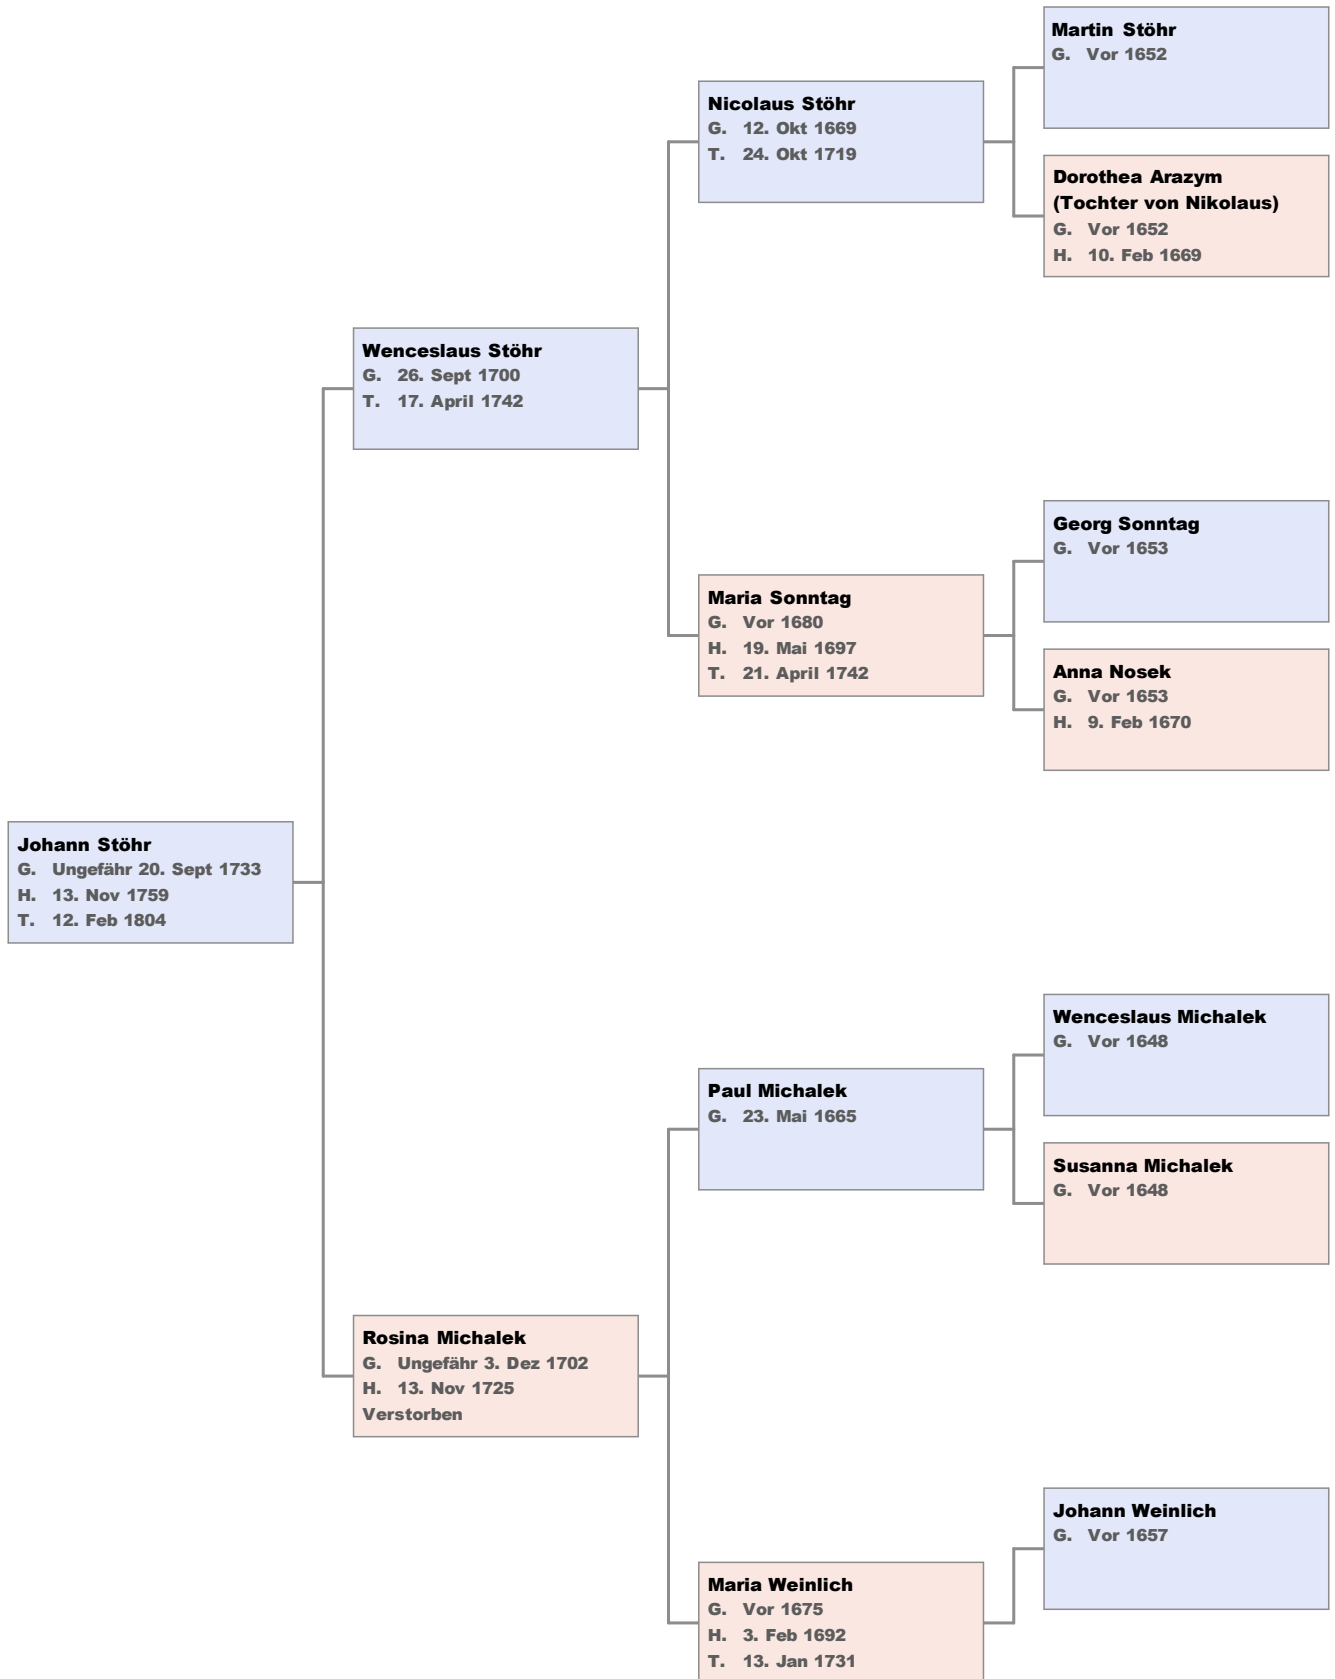 Martin Stöhr
G. Vor 1652
Nicolaus Stöhr
G. 12. Okt 1669
T. 24. Okt 1719
Dorothea Arazym
(Tochter von Nikolaus)
G. Vor 1652
H. 10. Feb 1669
Wenceslaus Stöhr
G. 26. Sept 1700
T. 17. April 1742
Georg Sonntag
G. Vor 1653
Maria Sonntag
G. Vor 1680
H. 19. Mai 1697
T. 21. April 1742
Anna Nosek
G. Vor 1653
H. 9. Feb 1670
Johann Stöhr
G. Ungefähr 20. Sept 1733
H. 13. Nov 1759
T. 12. Feb 1804
Wenceslaus Michalek
G. Vor 1648
Paul Michalek
G. 23. Mai 1665
Susanna Michalek
G. Vor 1648
Rosina Michalek
G. Ungefähr 3. Dez 1702
H. 13. Nov 1725
Verstorben
Johann Weinlich
G. Vor 1657
Maria Weinlich
G. Vor 1675
H. 3. Feb 1692
T. 13. Jan 1731